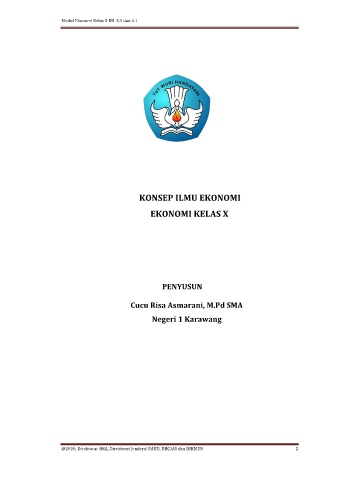 Modul Ekonomi Kelas X KD 3.1 dan 4.1
TUT WURI HANDAYANI
KONSEP ILMU EKONOMI
EKONOMI KELAS X
PENYUSUN
Cucu Risa Asmarani, M.Pd SMA
Negeri 1 Karawang
@2020, Direktorat SMA, Direktorat Jenderal PAUD, DIKDAS dan DIKMEN 2